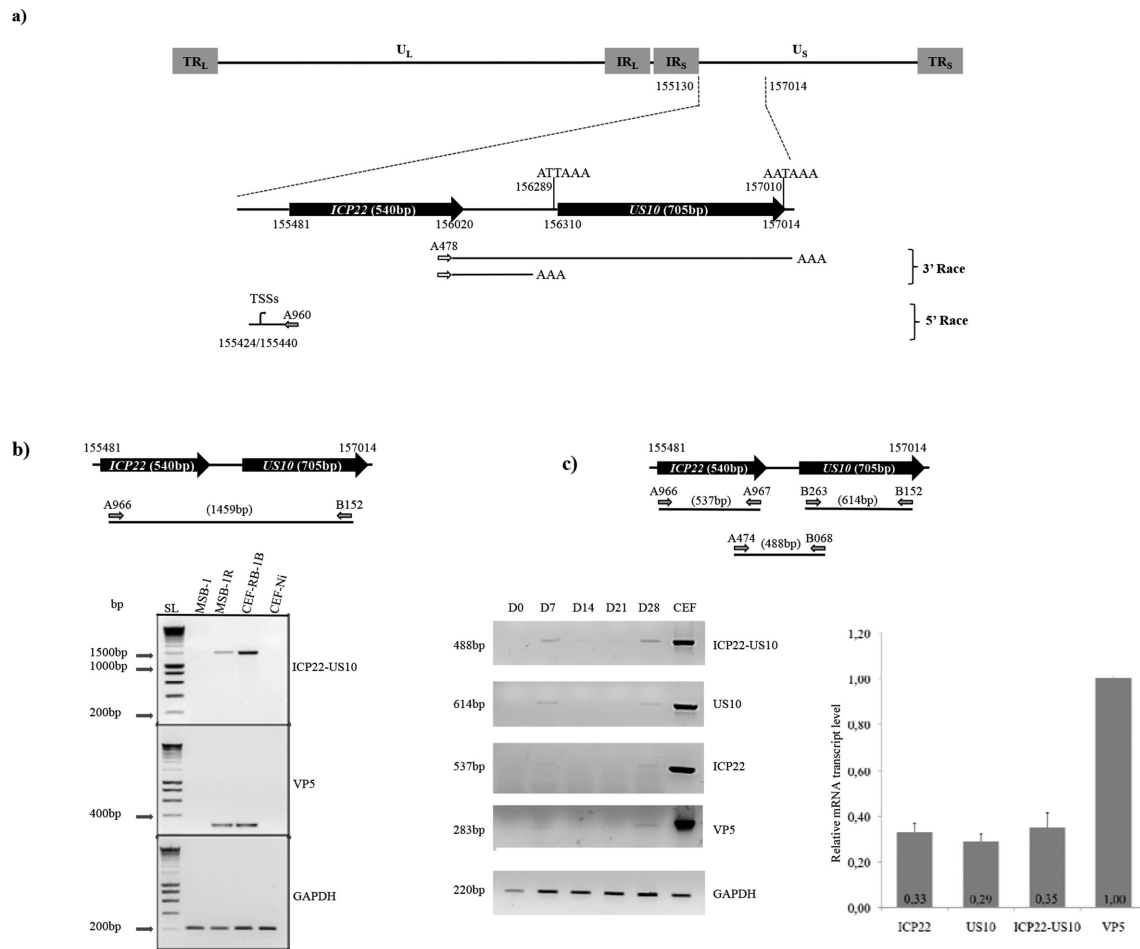 a)
U_L
U_S
TR_L
IR_L
IR_S
TR_S
155130
157014
ATTAAA
AATAAA
156289
157010
ICP22 (540bp)
US10 (705bp)
155481
156020
156310
157014
A478
AAA
AAA
3' Race
TSSs
A960
5' Race
155424/155440
b)
155481
157014
ICP22 (540bp)
US10 (705bp)
A966
(1459bp)
B152
bp
SL
MSB-1
MSB-1R
CEF-RB-1B
CEF-Ni
1500bp
1000bp
200bp
ICP22-US10
VP5
400bp
GAPDH
200bp
c)
155481
157014
ICP22 (540bp)
US10 (705bp)
A966
(537bp)
A967
B263
(614bp)
B152
A474
(488bp)
B068
D0 D7 D14 D21 D28 CEF
488bp
ICP22-US10
614bp
US10
537bp
ICP22
283bp
VP5
220bp
GAPDH
Relative mRNA transcript level
1,20
1,00
0,80
0,60
0,40
0,20
0,00
0,33
0,29
0,35
1,00
ICP22 US10 ICP22-US10 VP5